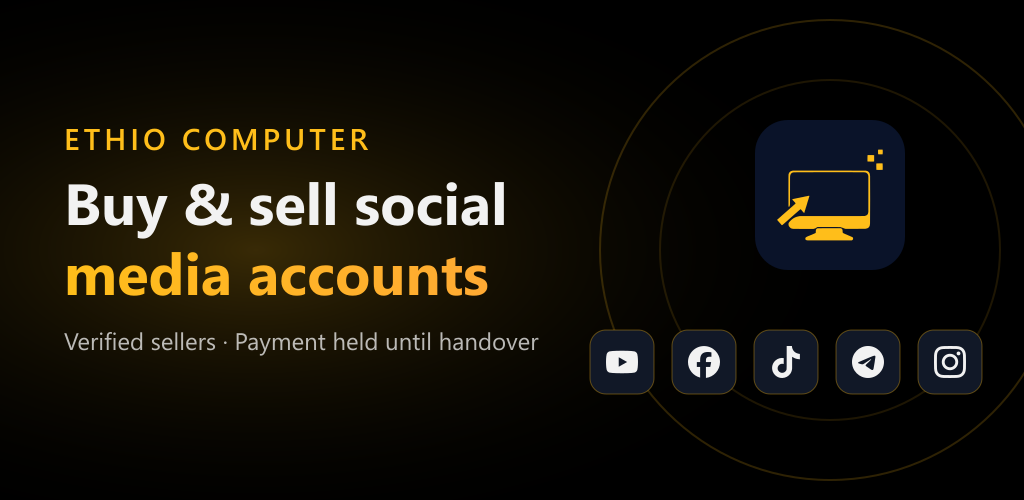 ETHIO COMPUTER
Buy & sell social
media accounts
Verified sellers · Payment held until handover